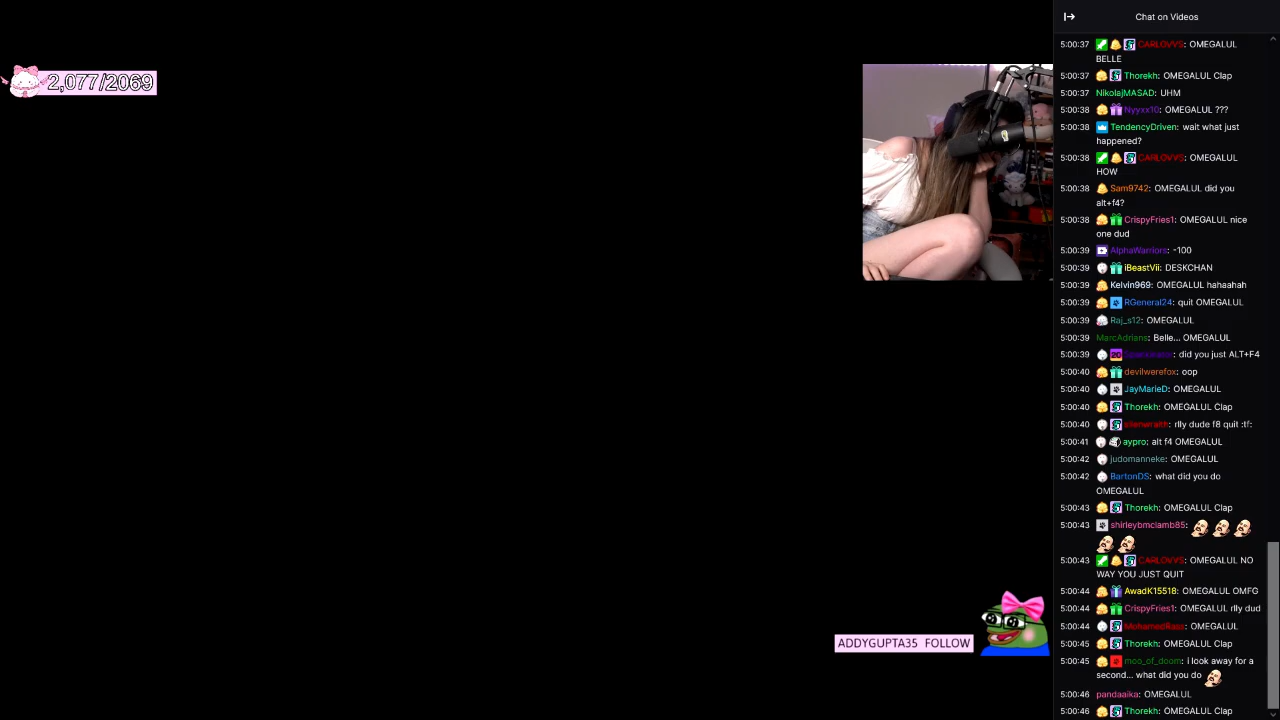 Chat on Videos
2,077/2069
5:00:37 CARLOVVS: OMEGALUL
BELLE
5:00:37 Thorekh: OMEGALUL Clap
5:00:37 NikolajMASAD: UHM
5:00:38 Nyyxx10: OMEGALUL ???
5:00:38 TendencyDriven: wait what just
happened?
5:00:38 CARLOVVS: OMEGALUL
HOW
5:00:38 Sam9742: OMEGALUL did you
alt+f4?
5:00:38 CrispyFries1: OMEGALUL nice
one dud
5:00:39 AlphaWarriors: -100
5:00:39 iBeastVii: DESKCHAN
5:00:39 Kelvin969: OMEGALUL hahaahah
5:00:39 RGeneral24: quit OMEGALUL
5:00:39 Raj_s12: OMEGALUL
5:00:39 MarcAdrians: Belle... OMEGALUL
5:00:39 : did you just ALT+F4
5:00:40 devilwerefox: oop
5:00:40 JayMarieD: OMEGALUL
5:00:40 Thorekh: OMEGALUL Clap
5:00:40 : rlly dude f8 quit :tf:
5:00:41 aypro: alt f4 OMEGALUL
5:00:42 judomanneke: OMEGALUL
5:00:42 BartonDS: what did you do
OMEGALUL
5:00:43 Thorekh: OMEGALUL Clap
5:00:43 shirleybmclamb85:
5:00:43 CARLOVVS: OMEGALUL NO
WAY YOU JUST QUIT
5:00:44 AwadK15518: OMEGALUL OMFG
5:00:44 CrispyFries1: OMEGALUL rlly dud
5:00:44 : OMEGALUL
5:00:45 Thorekh: OMEGALUL Clap
5:00:45 moo_of_doom: i look away for a
second... what did you do
5:00:46 pandaaika: OMEGALUL
5:00:46 Thorekh: OMEGALUL Clap
ADDYGUPTA35 FOLLOW